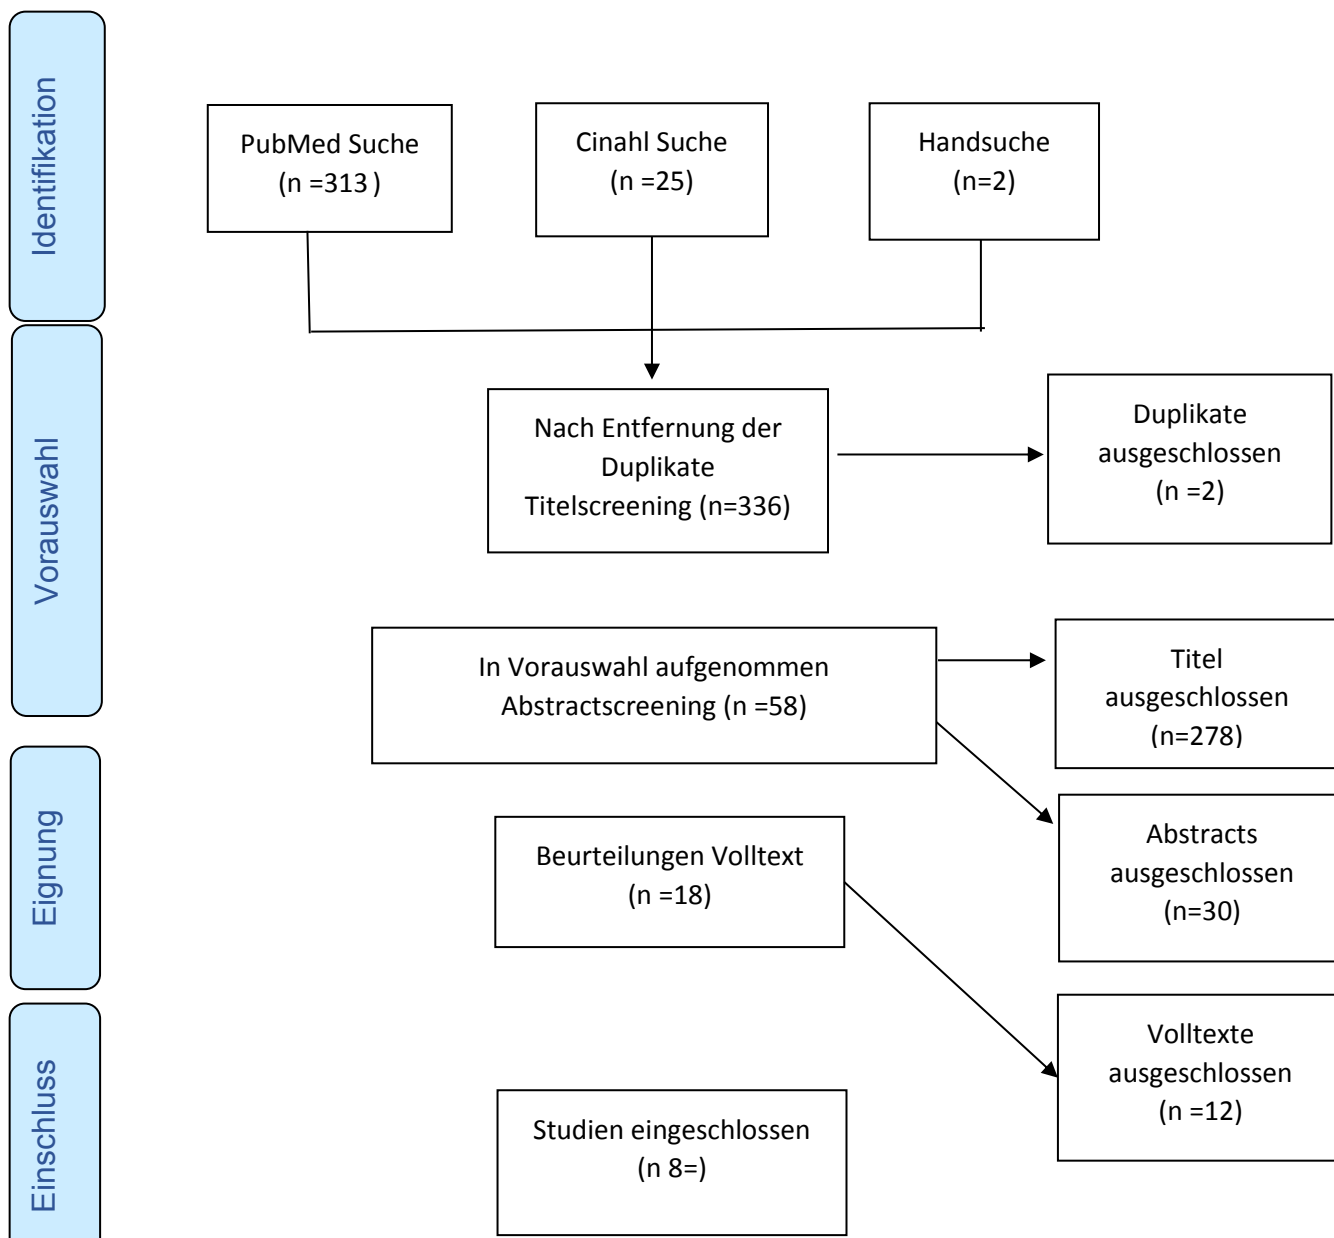 Identifikation
PubMed Suche
(n =313 )
Cinahl Suche
(n =25)
Handsuche
(n=2)
Vorauswahl
Nach Entfernung der
Duplikate
Titelscreening (n=336)
Duplikate
ausgeschlossen
(n =2)
In Vorauswahl aufgenommen
Abstractscreening (n =58)
Titel
ausgeschlossen
(n=278)
Eignung
Beurteilungen Volltext
(n =18)
Abstracts
ausgeschlossen
(n=30)
Einschluss
Volltexte
ausgeschlossen
(n =12)
Studien eingeschlossen
(n 8=)